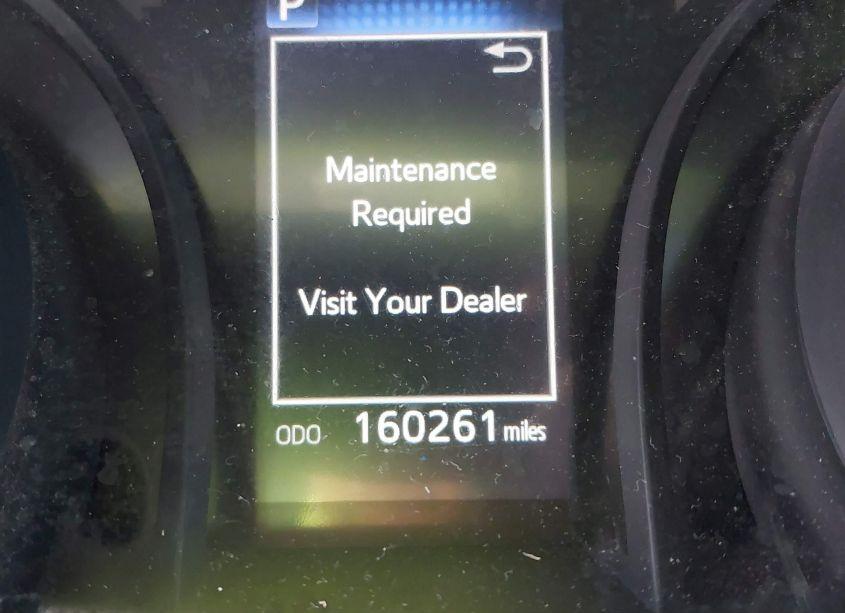 P
Maintenance
Required
Visit Your Dealer
ODO 160261 miles